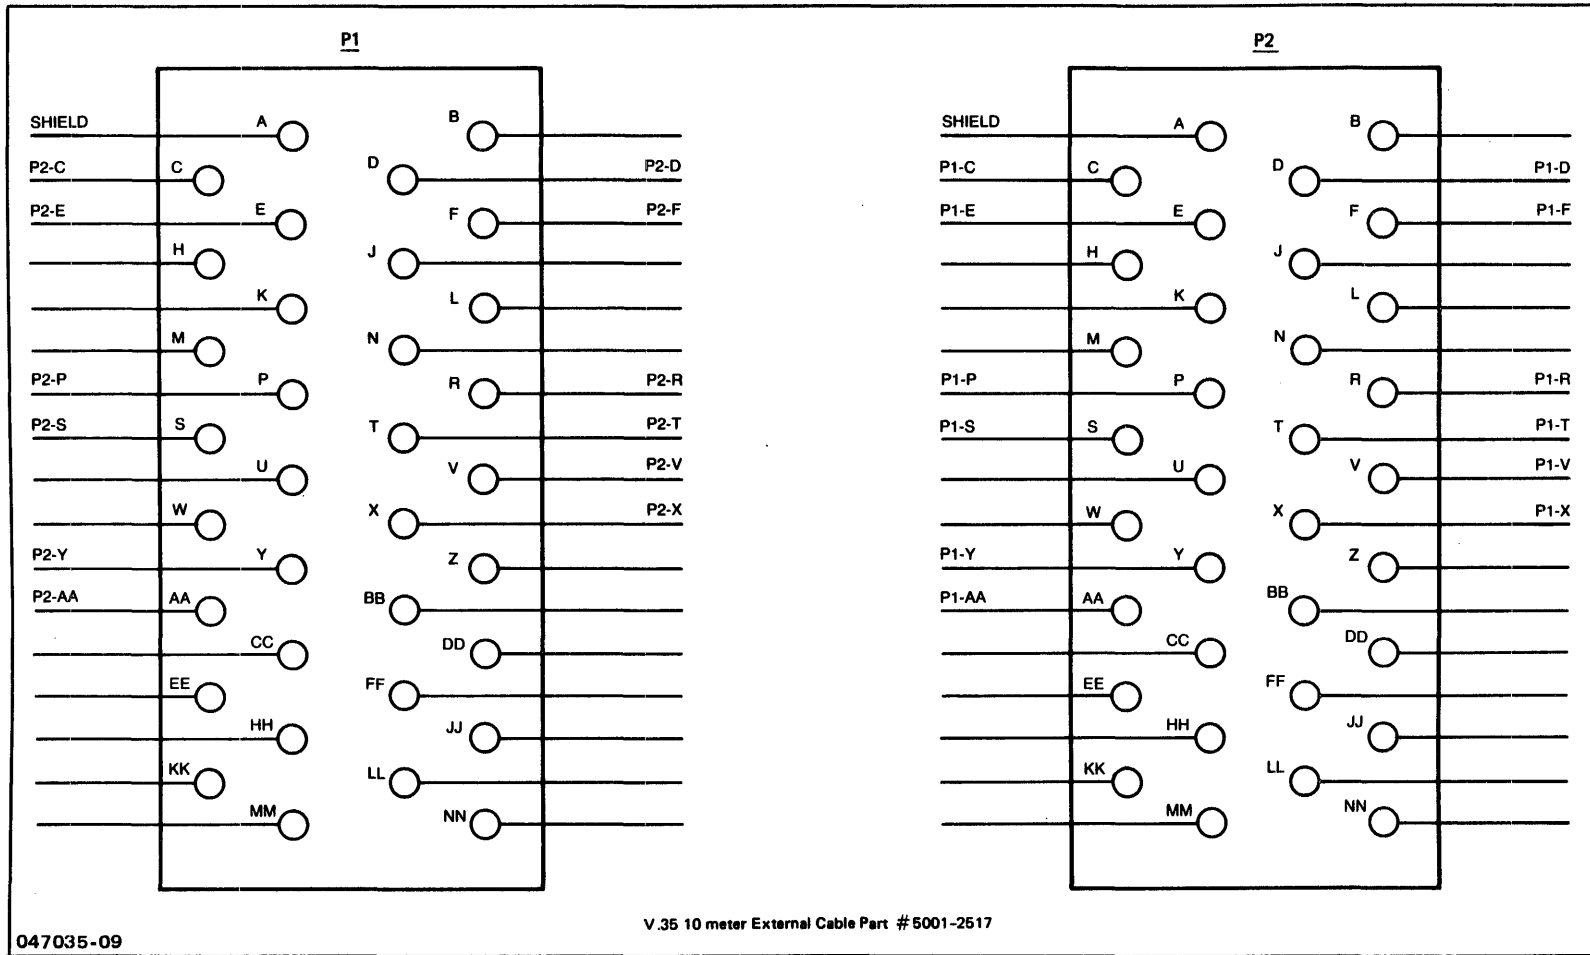 P1
P2
SHIELD A B
SHIELD A B
P2-C C D P2-D
P1-C C D P1-D
P2-E E F P2-F
P1-E E F P1-F
H J
H J
K L
K L
M N
M N
P2-P P R P2-R
P1-P P R P1-R
P2-S S T P2-T
P1-S S T P1-T
U V P2-V
U V P1-V
W X P2-X
W X P1-X
P2-Y Y Z
P1-Y Y Z
P2-AA AA BB
P1-AA AA BB
CC DD
CC DD
EE FF
EE FF
HH JJ
HH JJ
KK LL
KK LL
MM NN
MM NN
V.35 10 meter External Cable Part #5001-2517
047035-09